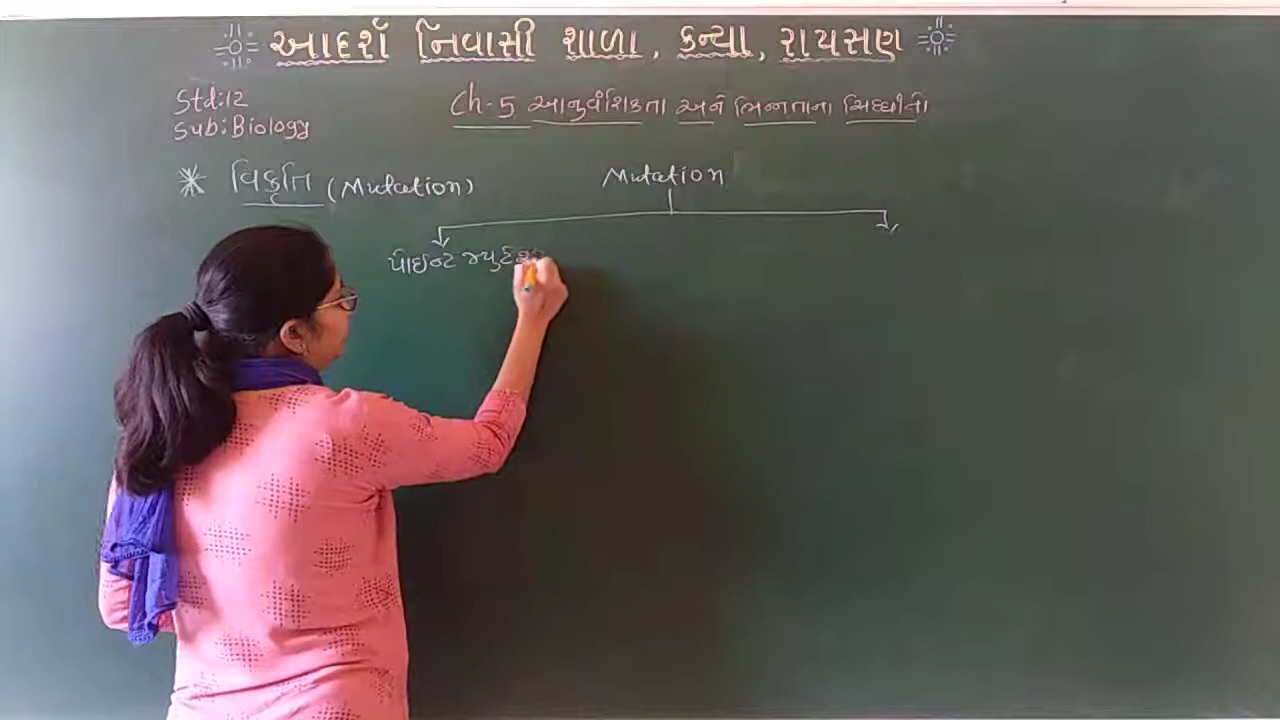 આદર્શ નિવાસી શાળા, કન્યા, રાયસણ
Std:12
Sub: Biology
Ch-5 આનુવંશિકતા અને ભિન્નતાના સિધ્ધાંતો
* વિકૃતિ (Mutation)
Mutation
પોઇન્ટ મ્યુટેશન